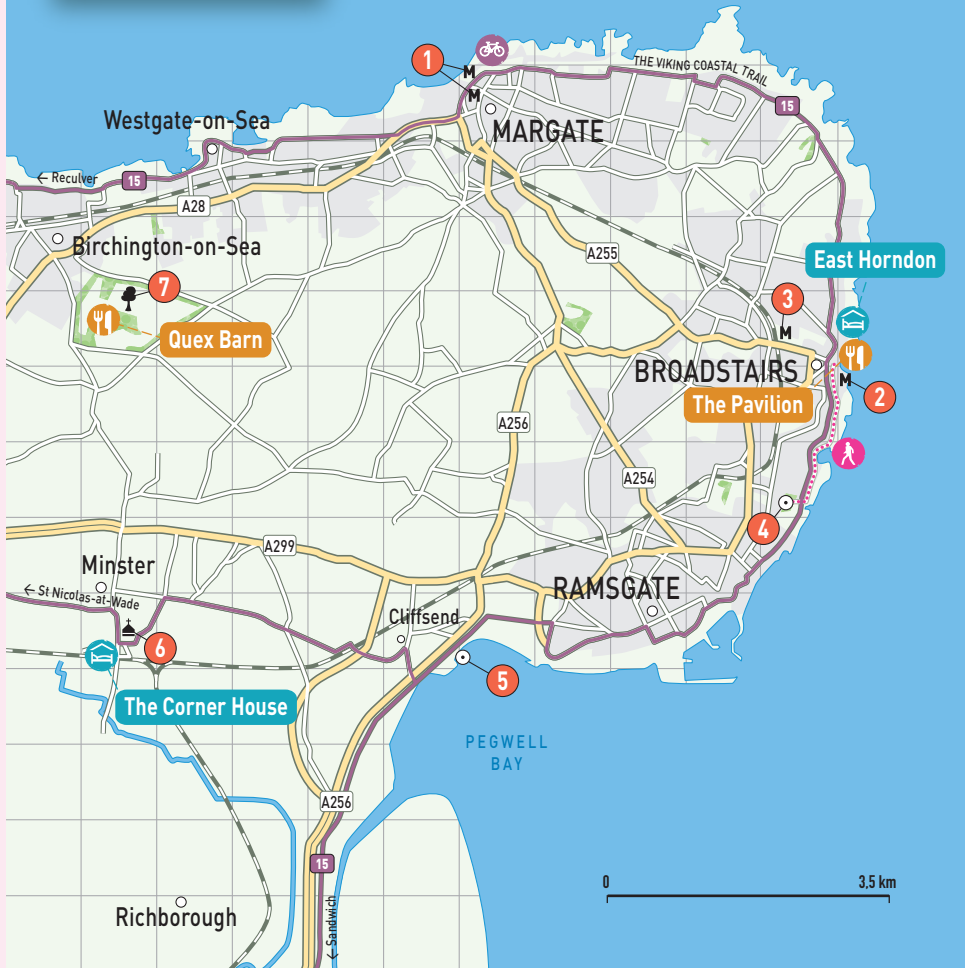 1
M
M
THE VIKING COASTAL TRAIL
15
Westgate-on-Sea
MARGATE
← Reculver
15
A28
Birchington-on-Sea
A255
East Horndon
7
3
M
Quex Barn
BROADSTAIRS
M
2
The Pavilion
A256
A254
4
A299
Minster
← St Nicolas-at-Wade
RAMSGATE
Cliffsend
6
5
The Corner House
PEGWELL
BAY
A256
15
0
3,5 km
Richborough
← Sandwich